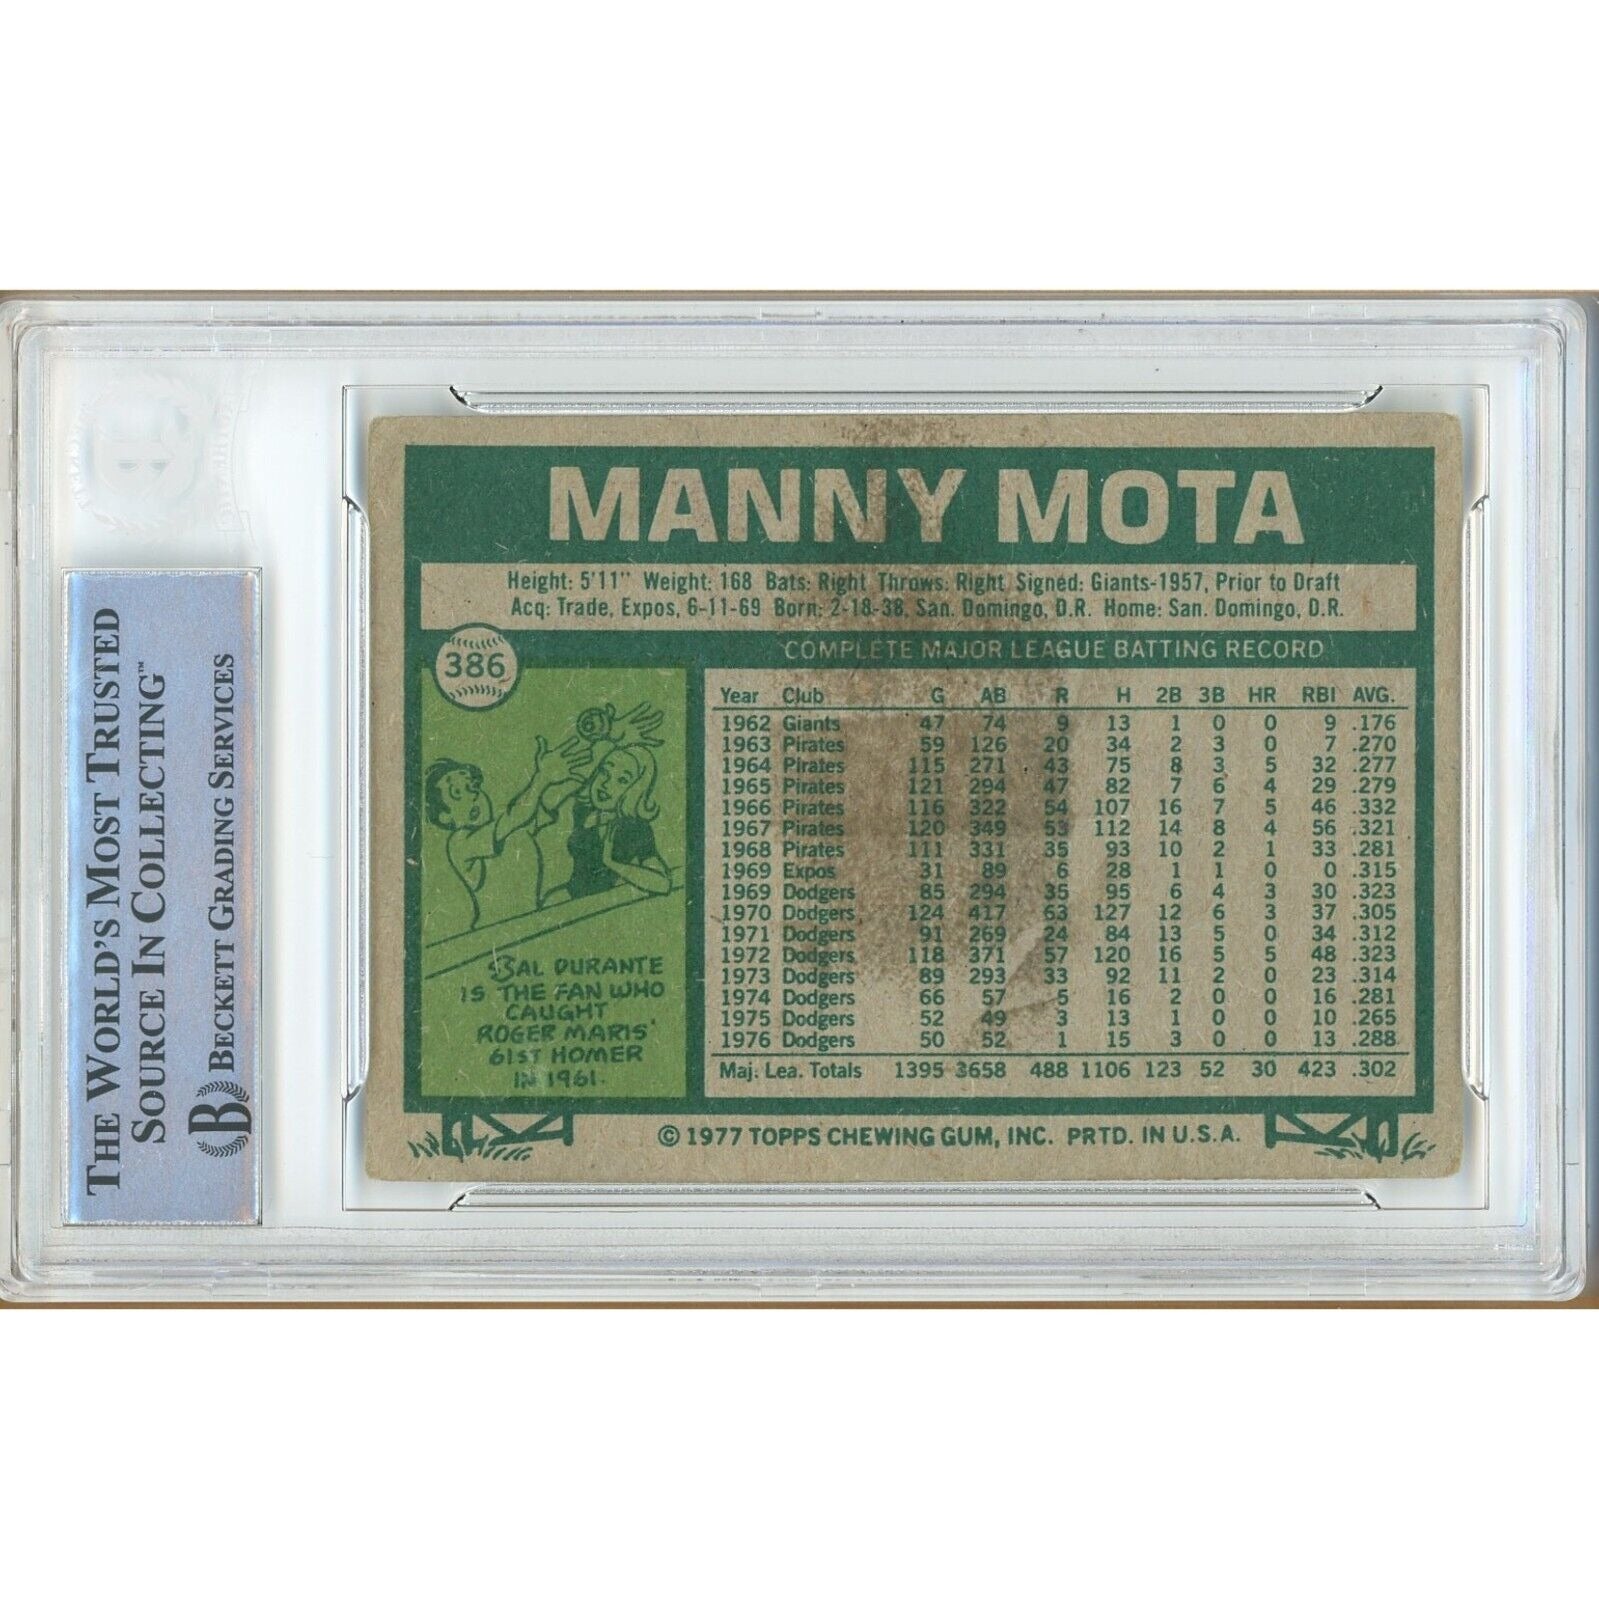 THE WORLD'S MOST TRUSTED
SOURCE IN COLLECTING™
BECKETT GRADING SERVICES
B
MANNY MOTA
Height: 5'11" Weight: 168 Bats: Right Throws: Right Signed: Giants-1957, Prior to Draft
Acq: Trade, Expos, 6-11-69 Born: 2-18-38, San. Domingo, D.R. Home: San. Domingo, D.R.
386
COMPLETE MAJOR LEAGUE BATTING RECORD
Year Club G AB R H 2B 3B HR RBI AVG.
1962 Giants 47 74 9 13 1 0 0 9 .176
1963 Pirates 59 126 20 34 2 3 0 7 .270
1964 Pirates 115 271 43 75 8 3 5 32 .277
1965 Pirates 121 294 47 82 7 6 4 29 .279
1966 Pirates 116 322 54 107 16 7 5 46 .332
1967 Pirates 120 349 53 112 14 8 4 56 .321
1968 Pirates 111 331 35 93 10 2 1 33 .281
1969 Expos 31 89 6 28 1 1 0 0 .315
1969 Dodgers 85 294 35 95 6 4 3 30 .323
1970 Dodgers 124 417 63 127 12 6 3 37 .305
1971 Dodgers 91 269 24 84 13 5 0 34 .312
1972 Dodgers 118 371 57 120 16 5 5 48 .323
1973 Dodgers 89 293 33 92 11 2 0 23 .314
1974 Dodgers 66 57 5 16 2 0 0 16 .281
1975 Dodgers 52 49 3 13 1 0 0 10 .265
1976 Dodgers 50 52 1 15 3 0 0 13 .288
Maj. Lea. Totals 1395 3658 488 1106 123 52 30 423 .302
SAL DURANTE
IS THE FAN WHO
CAUGHT
ROGER MARIS'
61ST HOMER
IN 1961.
© 1977 TOPPS CHEWING GUM, INC. PRTD. IN U.S.A.